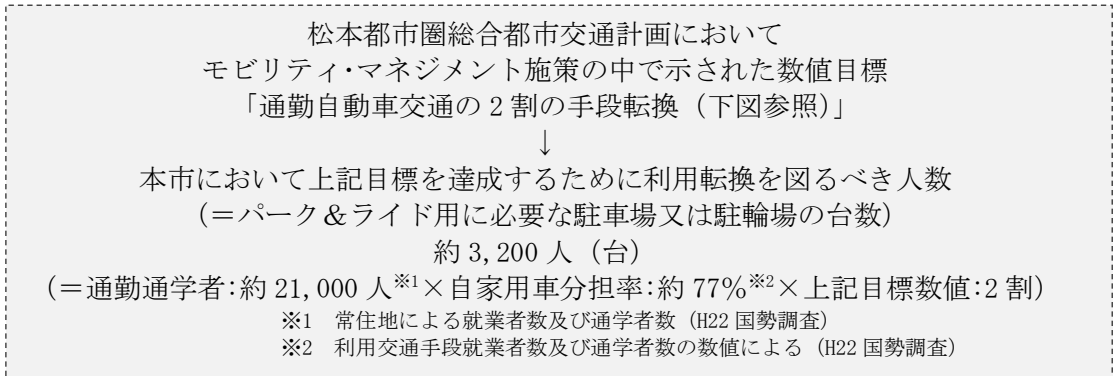 松本都市圏総合都市交通計画において
モビリティ・マネジメント施策の中で示された数値目標
「通勤自動車交通の2割の手段転換（下図参照）」
↓
本市において上記目標を達成するために利用転換を図るべき人数
（＝パーク＆ライド用に必要な駐車場又は駐輪場の台数）
約3,200人（台）
（＝通勤通学者：約21,000人※1×自家用車分担率：約77％※2×上記目標数値：2割）
※1　常住地による就業者数及び通学者数（H22国勢調査）
※2　利用交通手段就業者数及び通学者数の数値による（H22国勢調査）